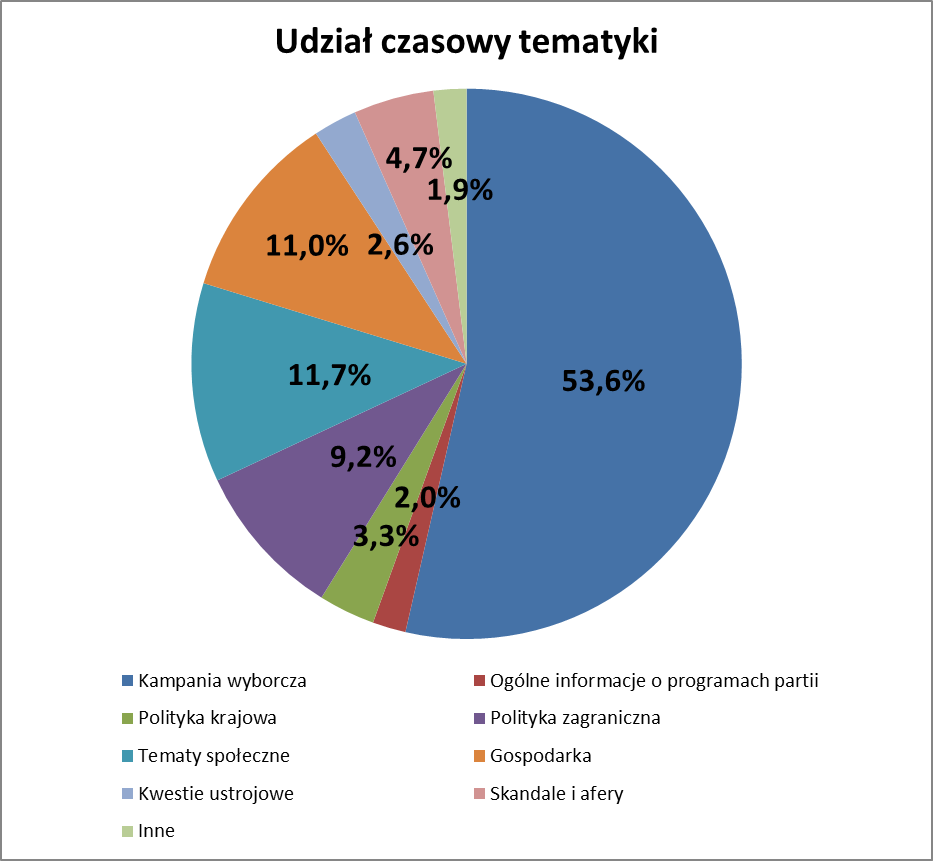 Udział czasowy tematyki
4,7%
1,9%
11,0%
2,6%
11,7%
53,6%
9,2%
2,0%
3,3%
Kampania wyborcza
Ogólne informacje o programach partii
Polityka krajowa
Polityka zagraniczna
Tematy społeczne
Gospodarka
Kwestie ustrojowe
Skandale i afery
Inne